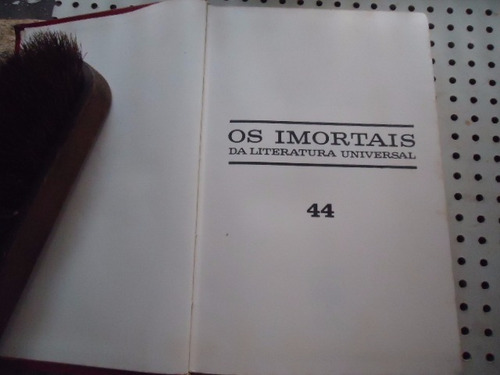 OS IMORTAIS
DA LITERATURA UNIVERSAL
44